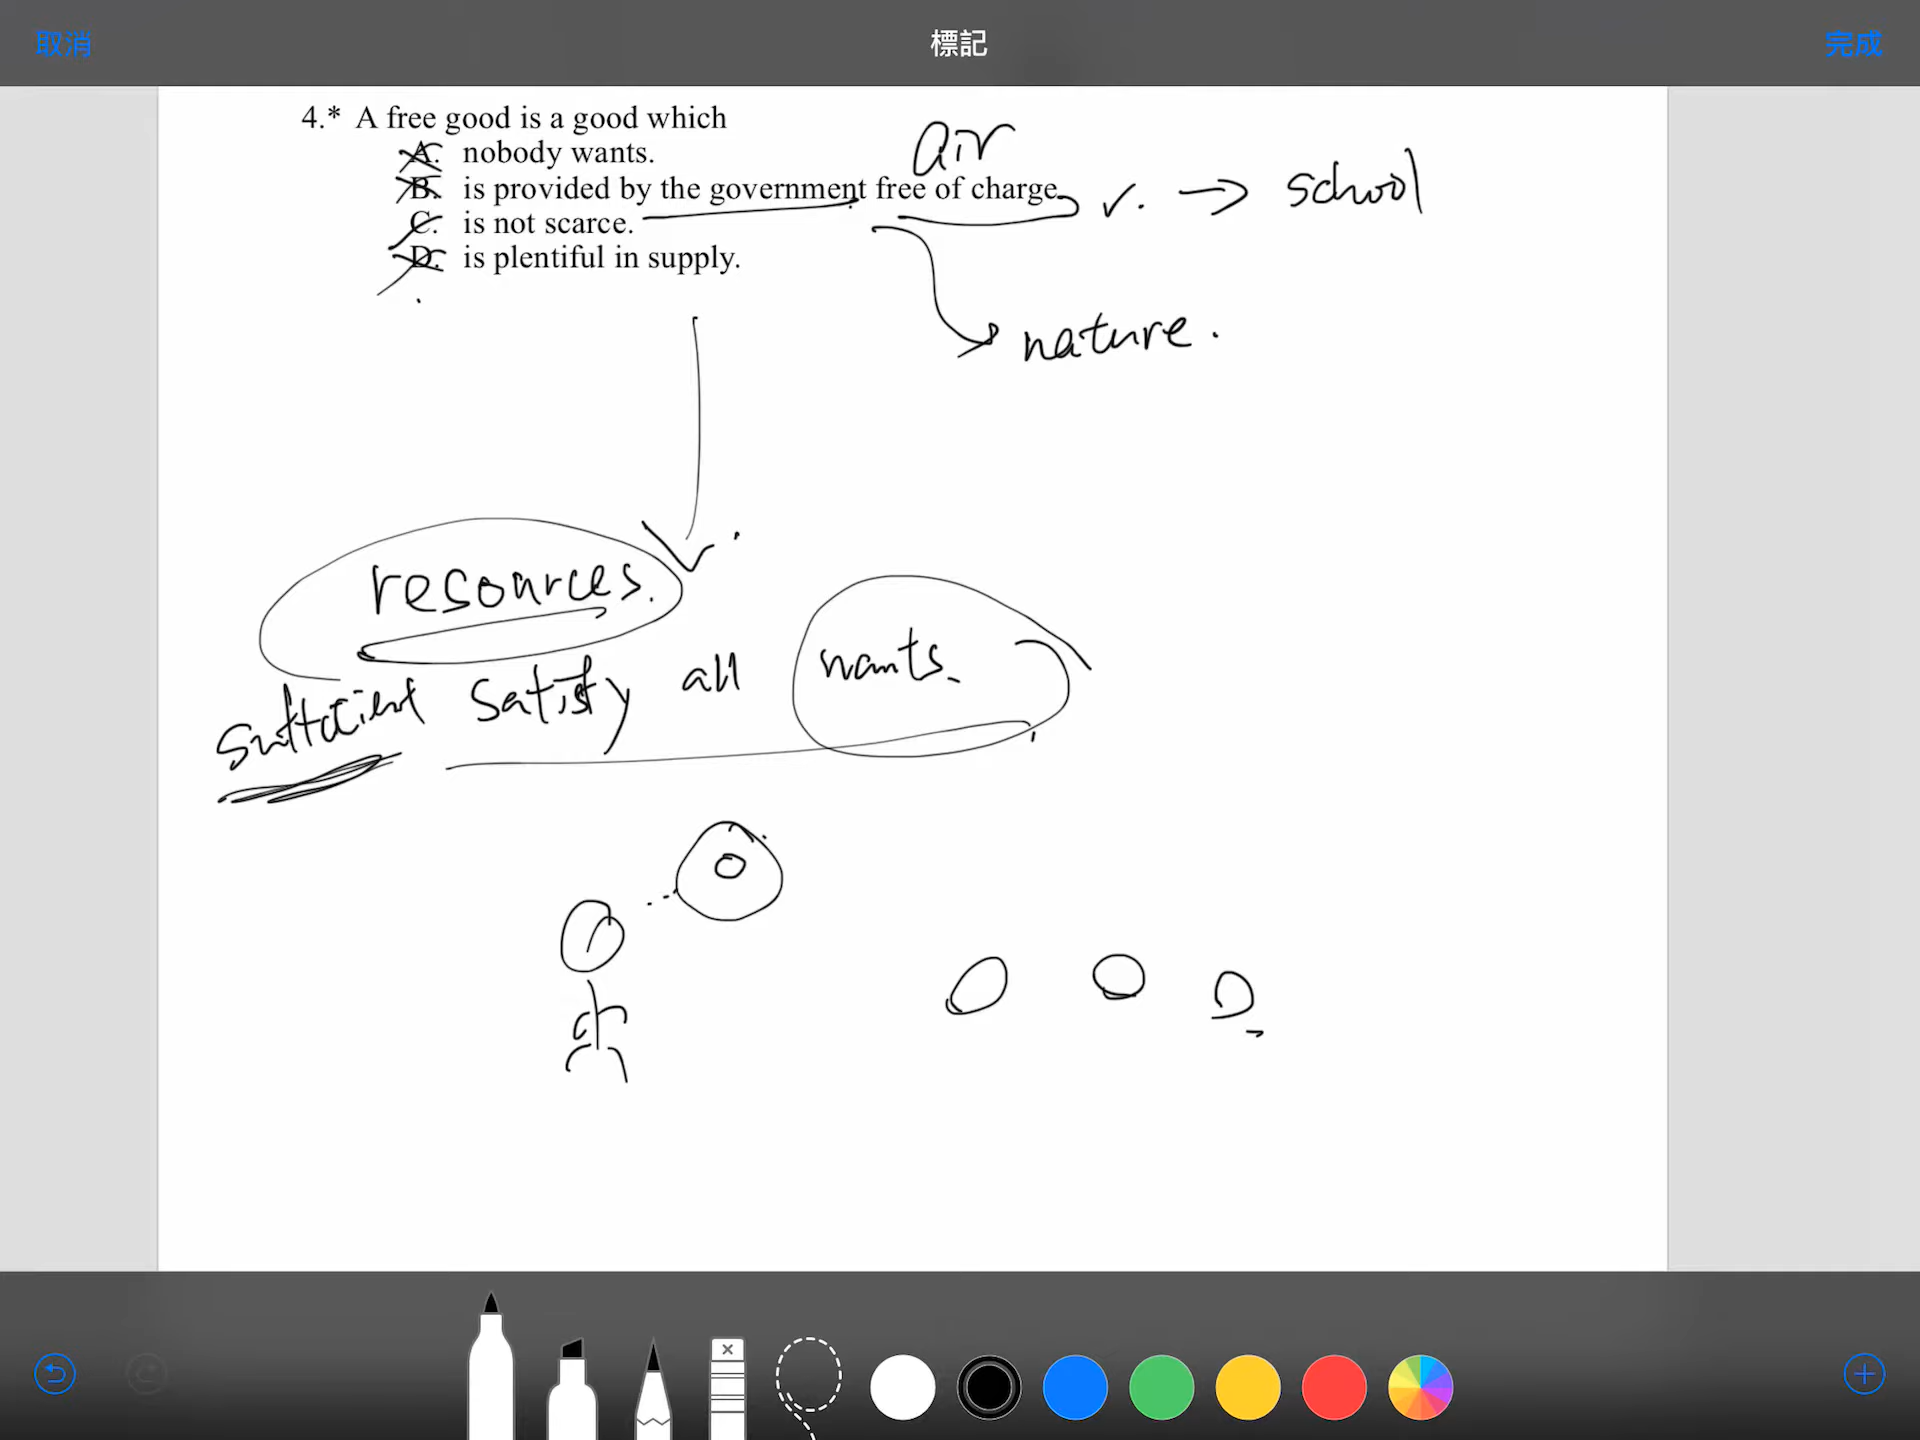 取消 標記 完成
4.* A free good is a good which
air
A. nobody wants.
B. is provided by the government free of charge. → school
C. is not scarce.
D. is plentiful in supply.
nature.
resources.
sufficient satisfy all wants.